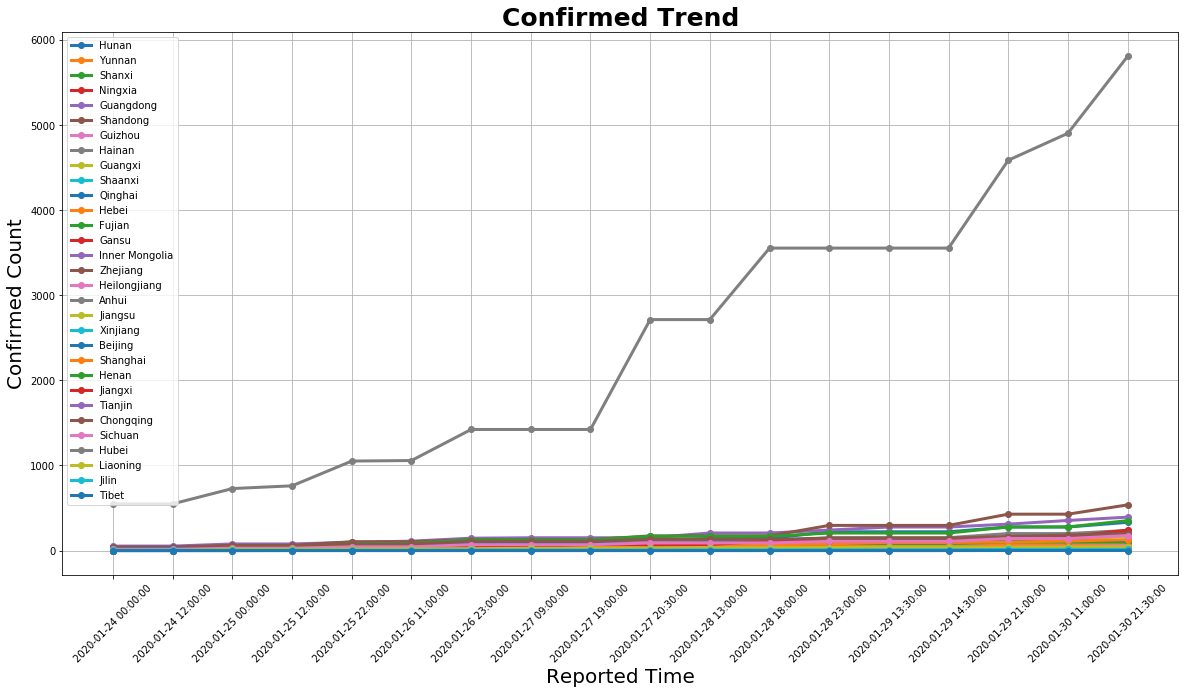 Confirmed Trend
Confirmed Count
6000
5000
4000
3000
2000
1000
0
Hunan
Yunnan
Shanxi
Ningxia
Guangdong
Shandong
Guizhou
Hainan
Guangxi
Shaanxi
Qinghai
Hebei
Fujian
Gansu
Inner Mongolia
Zhejiang
Heilongjiang
Anhui
Jiangsu
Xinjiang
Beijing
Shanghai
Henan
Jiangxi
Tianjin
Chongqing
Sichuan
Hubei
Liaoning
Jilin
Tibet
2020-01-24 00:00:00
2020-01-24 12:00:00
2020-01-25 00:00:00
2020-01-25 12:00:00
2020-01-25 22:00:00
2020-01-26 11:00:00
2020-01-26 23:00:00
2020-01-27 09:00:00
2020-01-27 19:00:00
2020-01-27 20:30:00
2020-01-28 13:00:00
2020-01-28 18:00:00
2020-01-28 23:00:00
2020-01-29 13:30:00
2020-01-29 14:30:00
2020-01-29 21:00:00
2020-01-30 11:00:00
2020-01-30 21:30:00
Reported Time